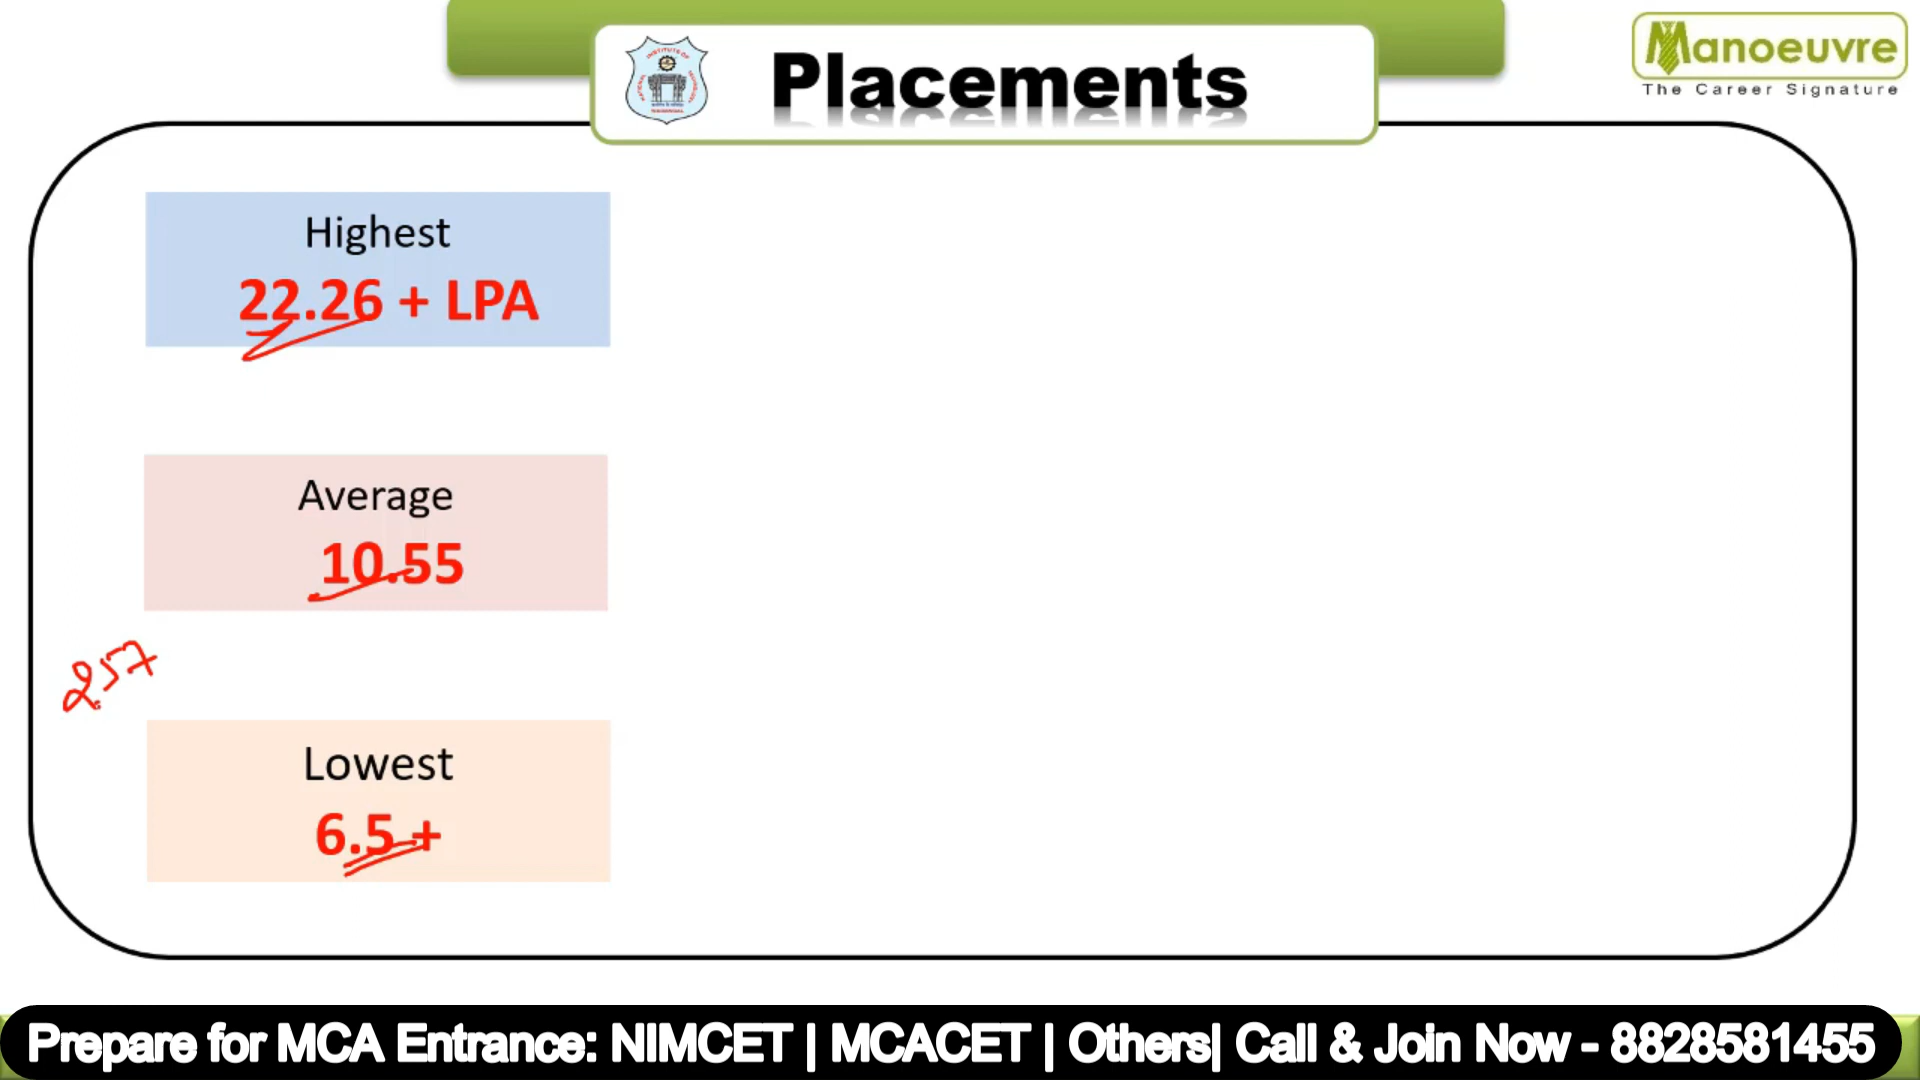 Placements
Manoeuvre
The Career Signature
Highest
22.26 + LPA
Average
10.55
257
Lowest
6.5 +
Prepare for MCA Entrance: NIMCET | MCACET | Others| Call & Join Now - 8828581455